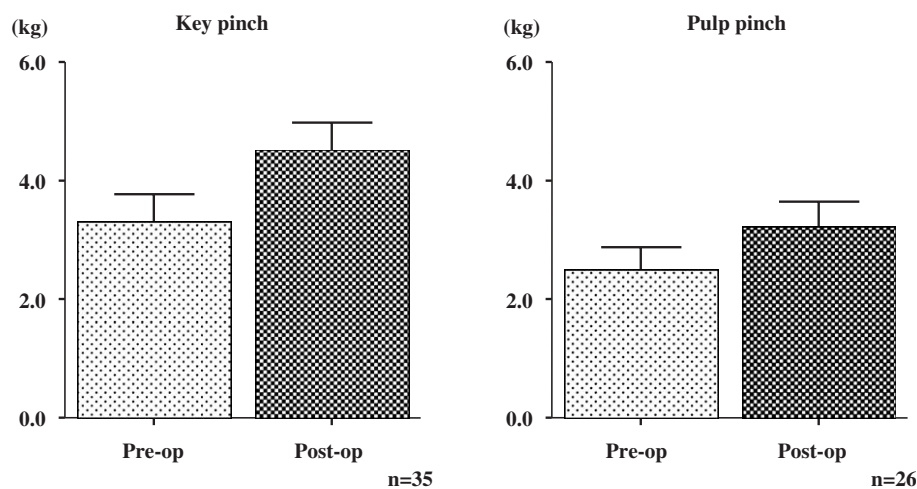 Key pinch
(kg)
6.0
4.0
2.0
0.0
Pre-op
Post-op
n=35
Pulp pinch
(kg)
6.0
4.0
2.0
0.0
Pre-op
Post-op
n=26